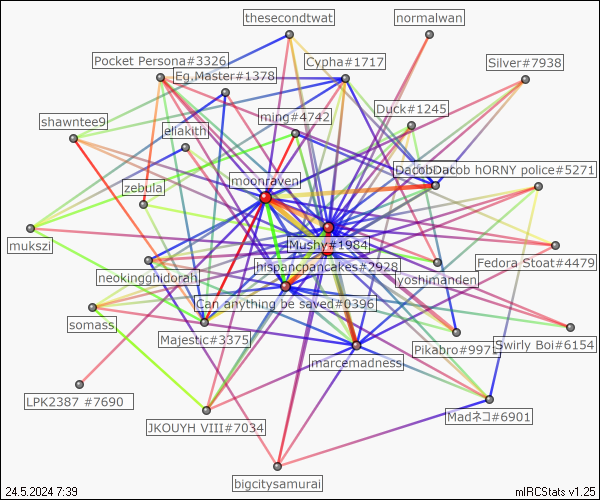 thesecondtwat
normalwan
Pocket Persona#3326
Cypha#1717
Silver#7938
Eg.Master#1378
Duck#1245
ming#4742
shawntee9
eliakith
DacobDacob hORNY police#5271
moonraven
zebula
Mushy#1984
mukszi
hispancpancakes#2928
Fedora Stoat#4479
neokingghidorah
yoshimanden
Can anything be saved#0396
somass
Majestic#3375
Swirly Boi#6154
Pikabro#9971
marcemadness
LPK2387 #7690
Madネコ#6901
JKOUYH VIII#7034
bigcitysamurai
24.5.2024 7:39
mIRCStats v1.25